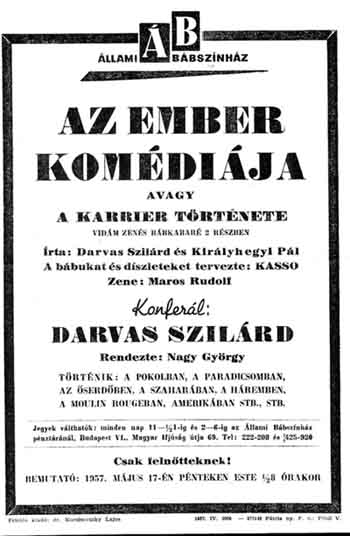 ÁB
ÁLLAMI BÁBSZÍNHÁZ
AZ EMBER
KOMÉDIÁJA
AVAGY
A KARRIER TÖRTÉNETE
VIDÁM ZENÉS BÁBKABARÉ 2 RÉSZBEN
Írta: Darvas Szilárd és Királyhegyi Pál
A bábukat és díszleteket tervezte: KASSO
Zene: Maros Rudolf
Konferál:
DARVAS SZILÁRD
Rendezte: Nagy György
TÖRTÉNIK: A POKOLBAN, A PARADICSOMBAN,
AZ ŐSERDŐBEN, A SZAHARÁBAN, A HÁREMBEN,
A MOULIN ROUGEBAN, AMERIKÁBAN STB., STB.
Jegyek válthatók: minden nap 11—½1-ig és 2—6-ig az Állami Bábszínház
pénztáránál, Budapest VI., Magyar Ifjúság útja 69. Tel: 222-208 és
Csak felnőtteknek!
BEMUTATÓ: 1957. MÁJUS 17-ÉN PÉNTEKEN ESTE ½8 ÓRAKOR
Felelős kiadó: dr. Lajos